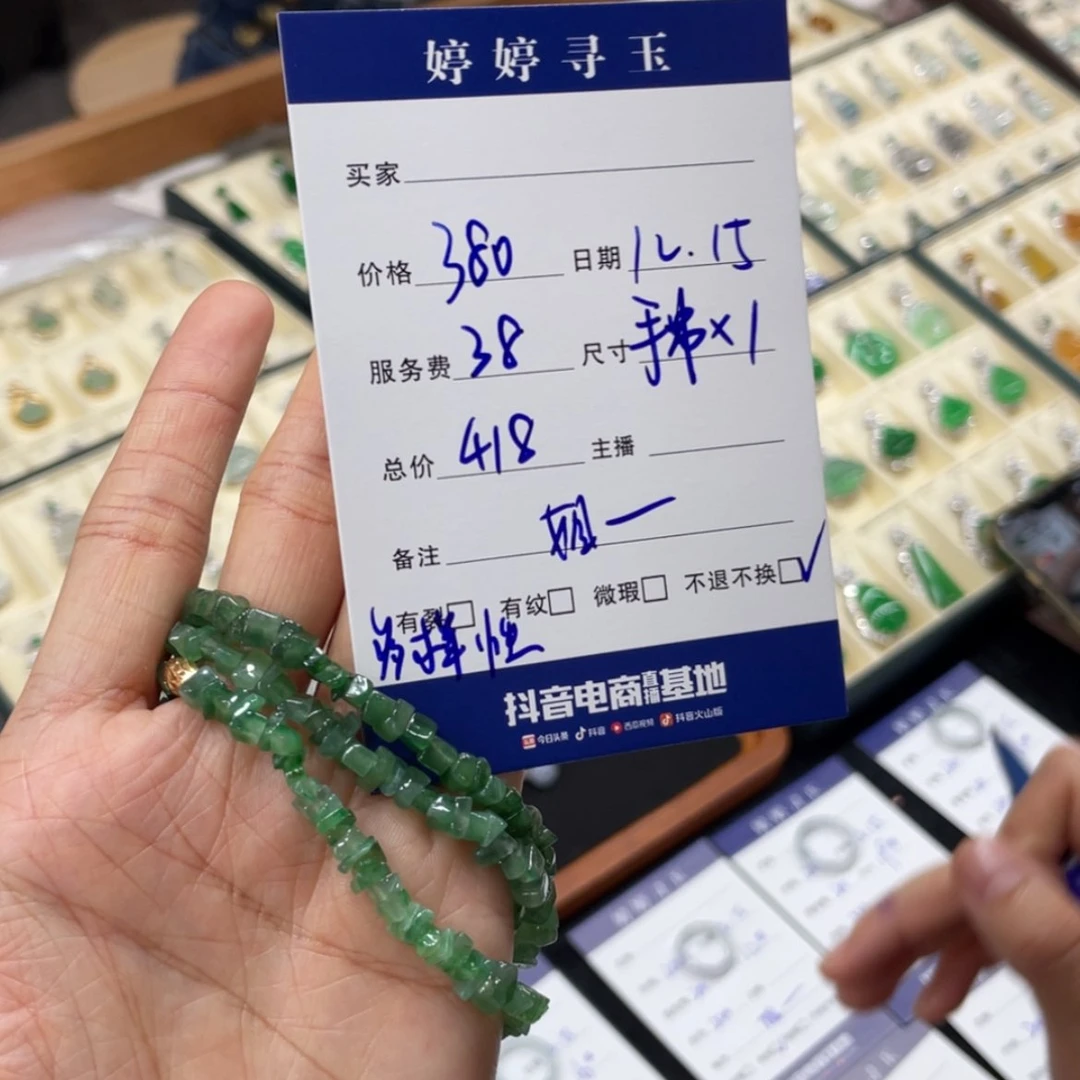 婷婷寻玉
买家
价格 380 日期 12.15
服务费 38 尺寸 手串×1
总价 418 主播
备注
有裂 有纹 微瑕 不退不换 ✓
多样性
抖音电商直播基地
今日头条 抖音 西瓜视频 抖音火山版